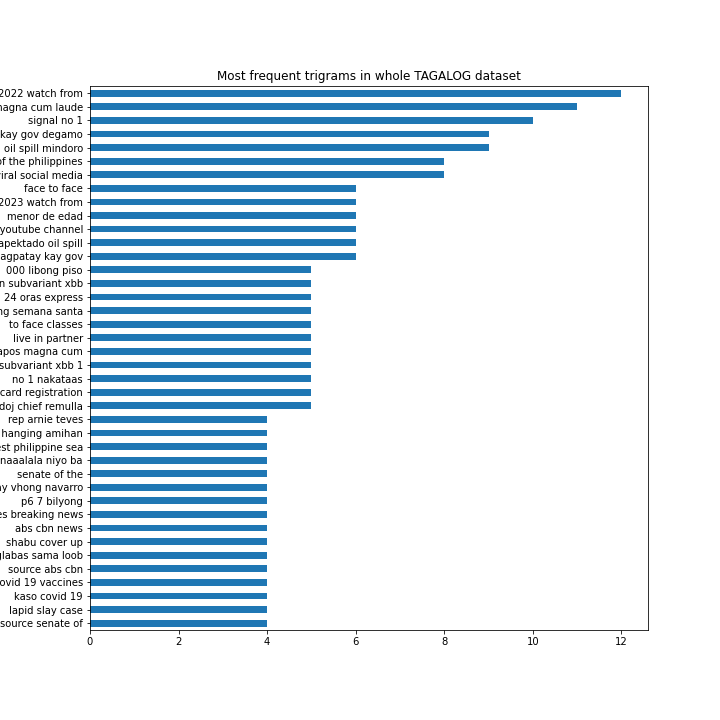 Most frequent trigrams in whole TAGALOG dataset
2022 watch from
magna cum laude
signal no 1
kay gov degamo
oil spill mindoro
of the philippines
viral social media
face to face
2023 watch from
menor de edad
youtube channel
apektado oil spill
agpatay kay gov
000 libong piso
n subvariant xbb
24 oras express
ng semana santa
to face classes
live in partner
apos magna cum
subvariant xbb 1
no 1 nakataas
card registration
doj chief remulla
rep arnie teves
hanging amihan
est philippine sea
naaalala niyo ba
senate of the
ay vhong navarro
p6 7 bilyong
es breaking news
abs cbn news
shabu cover up
glabas sama loob
source abs cbn
ovid 19 vaccines
kaso covid 19
lapid slay case
source senate of
0 2 4 6 8 10 12